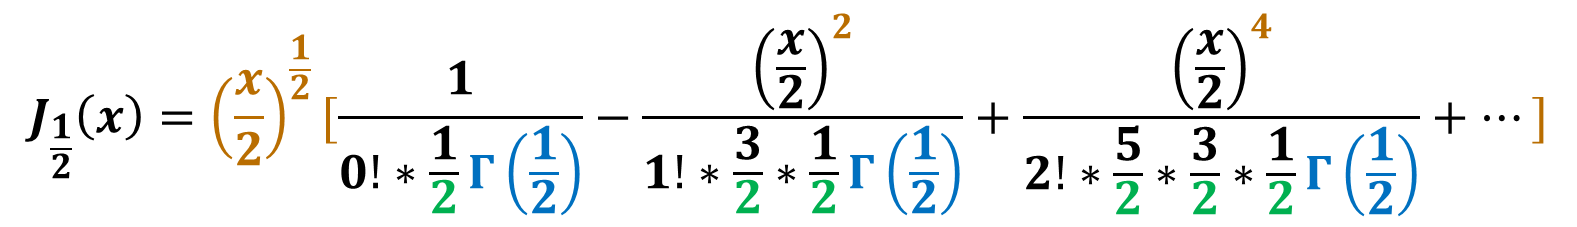 J_{1/2}(x) = (x/2)^{1/2} [ 1 / (0! * 1/2 Γ(1/2)) − (x/2)^2 / (1! * 3/2 * 1/2 Γ(1/2)) + (x/2)^4 / (2! * 5/2 * 3/2 * 1/2 Γ(1/2)) + ⋯ ]